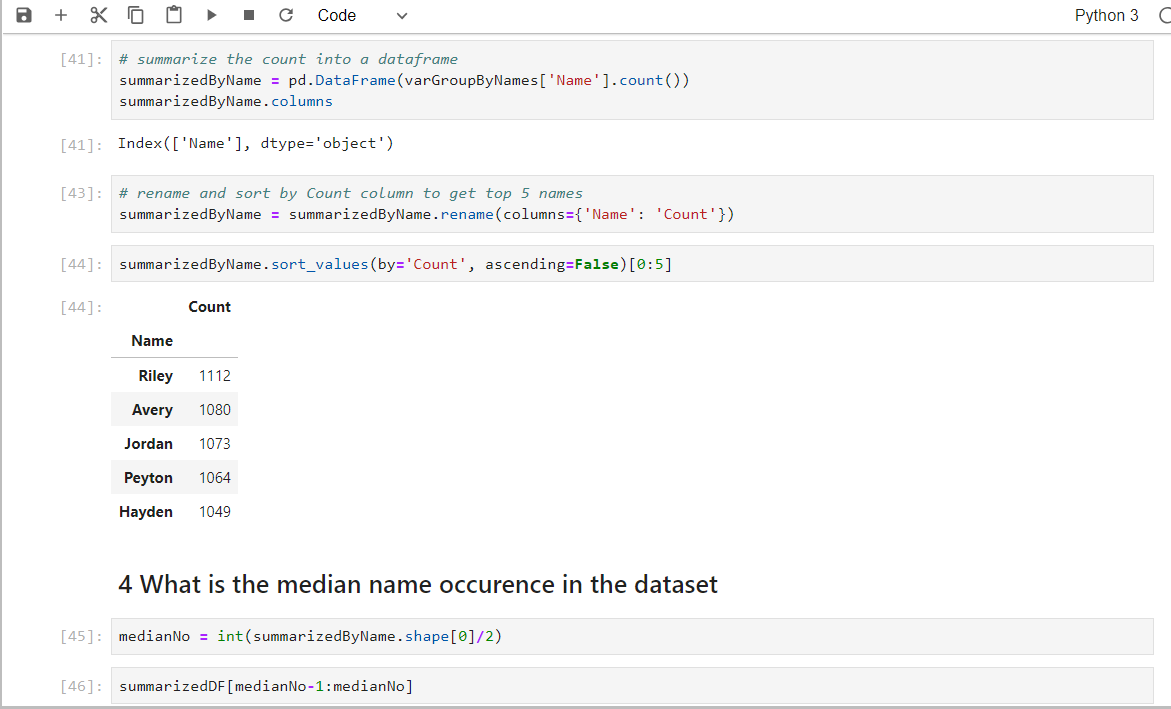 Code Python 3
[41]: # summarize the count into a dataframe
summarizedByName = pd.DataFrame(varGroupByNames['Name'].count())
summarizedByName.columns
[41]: Index(['Name'], dtype='object')
[43]: # rename and sort by Count column to get top 5 names
summarizedByName = summarizedByName.rename(columns={'Name': 'Count'})
[44]: summarizedByName.sort_values(by='Count', ascending=False)[0:5]
[44]: Count
Name
Riley 1112
Avery 1080
Jordan 1073
Peyton 1064
Hayden 1049
4 What is the median name occurence in the dataset
[45]: medianNo = int(summarizedByName.shape[0]/2)
[46]: summarizedDF[medianNo-1:medianNo]